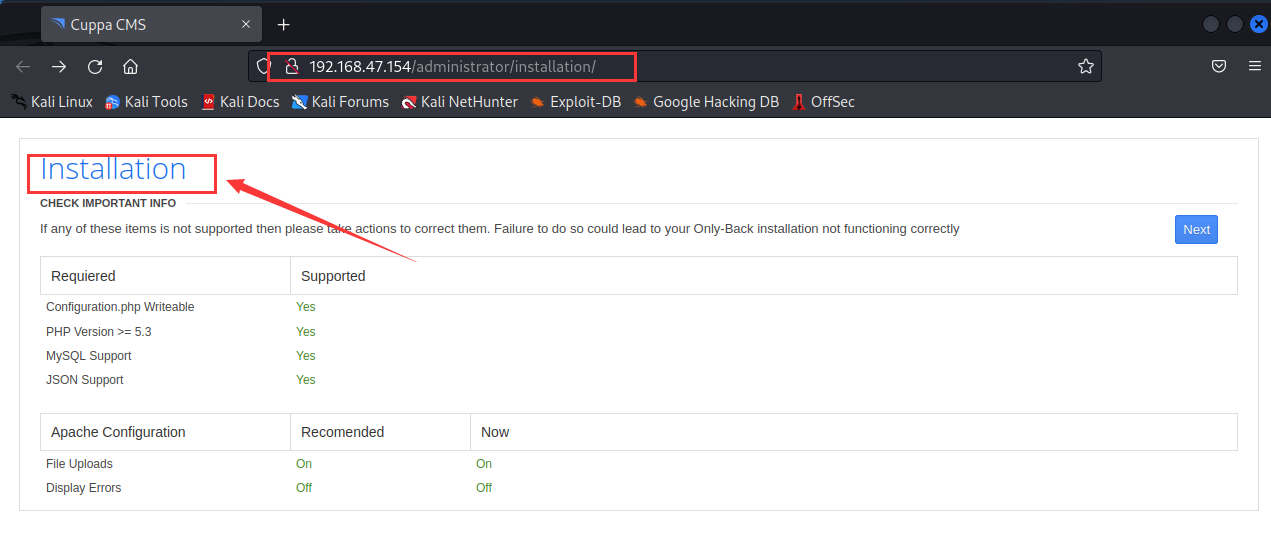 Cuppa CMS
192.168.47.154/administrator/installation/
Kali Linux Kali Tools Kali Docs Kali Forums Kali NetHunter Exploit-DB Google Hacking DB OffSec
Installation
CHECK IMPORTANT INFO
If any of these items is not supported then please take actions to correct them. Failure to do so could lead to your Only-Back installation not functioning correctly
Next
Requiered Supported
Configuration.php Writeable Yes
PHP Version >= 5.3 Yes
MySQL Support Yes
JSON Support Yes
Apache Configuration Recomended Now
File Uploads On On
Display Errors Off Off